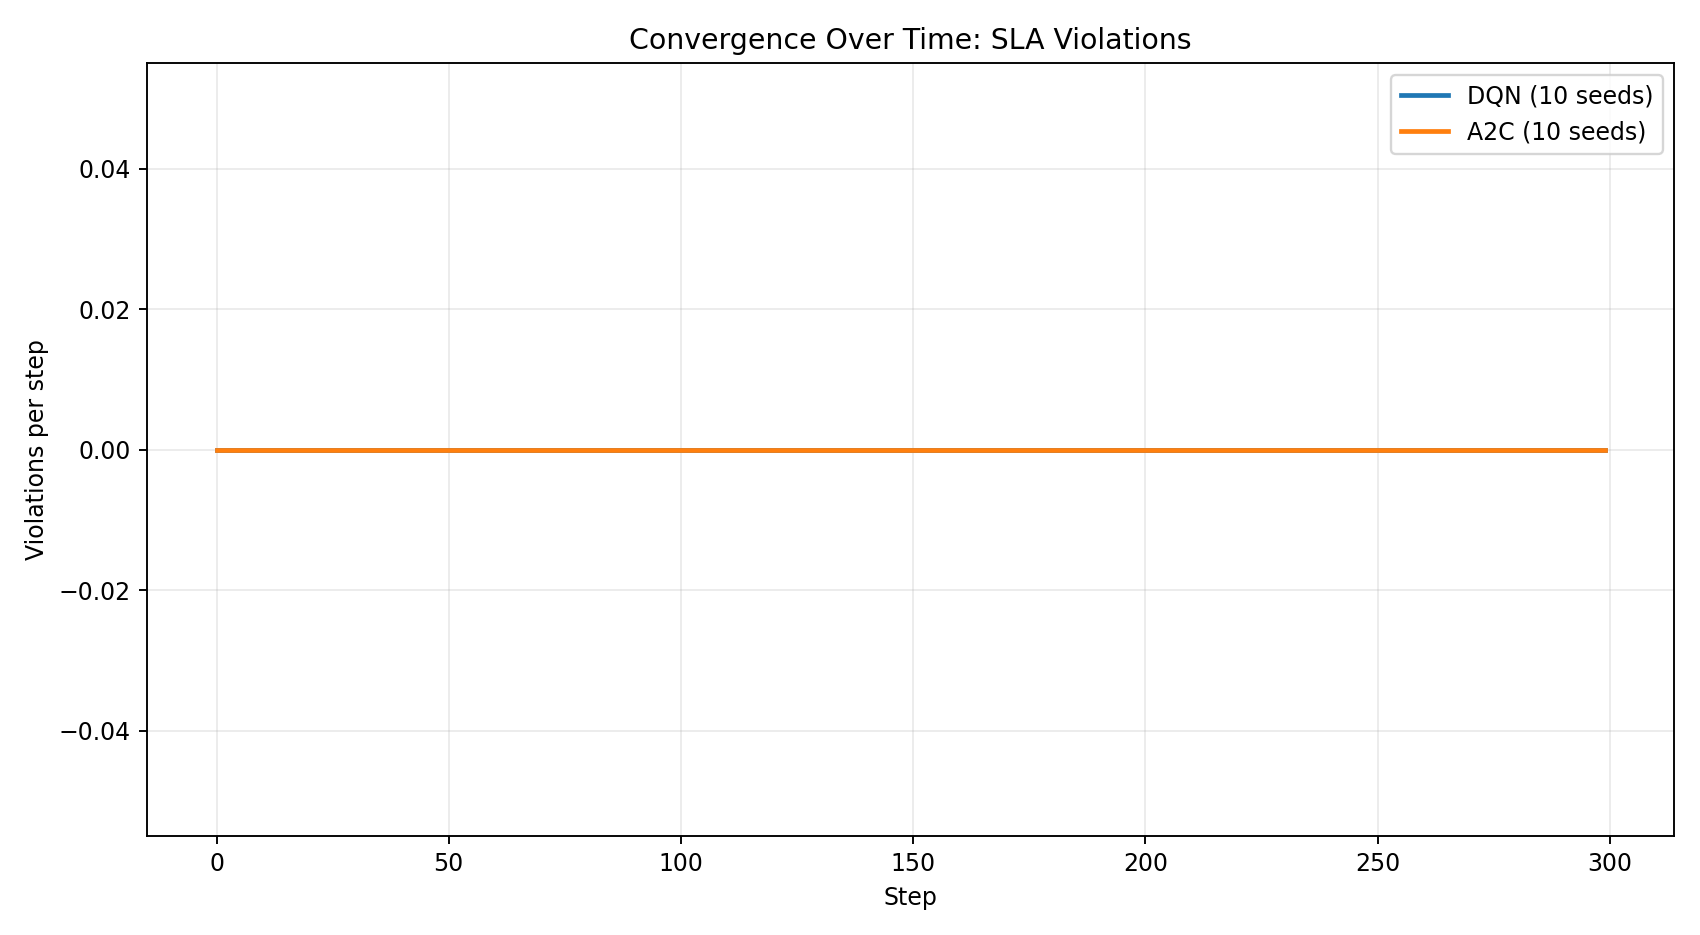 Convergence Over Time: SLA Violations
DQN (10 seeds)
A2C (10 seeds)
0.04
0.02
0.00
−0.02
−0.04
Violations per step
0 50 100 150 200 250 300
Step